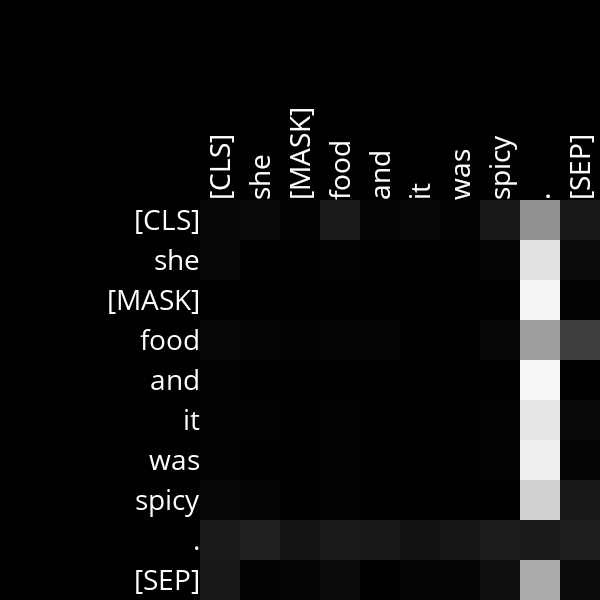 [CLS] she [MASK] food and it was spicy . [SEP]
[CLS]
she
[MASK]
food
and
it
was
spicy
.
[SEP]